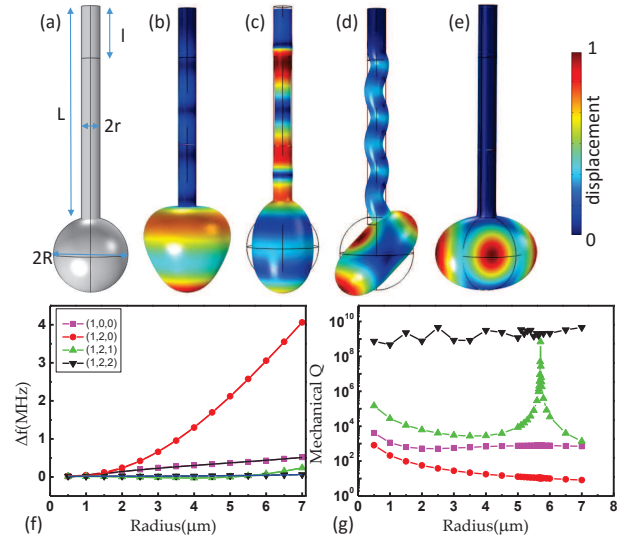 (a) (b) (c) (d) (e)
l
L
2r
2R
1
displacement
0
4
3
2
1
0
Δf(MHz)
(1,0,0)
(1,2,0)
(1,2,1)
(1,2,2)
0 1 2 3 4 5 6 7
Radius(μm)
(f)
10^10
10^8
10^6
10^4
10^2
10^0
Mechanical Q
0 1 2 3 4 5 6 7 8
Radius(μm)
(g)